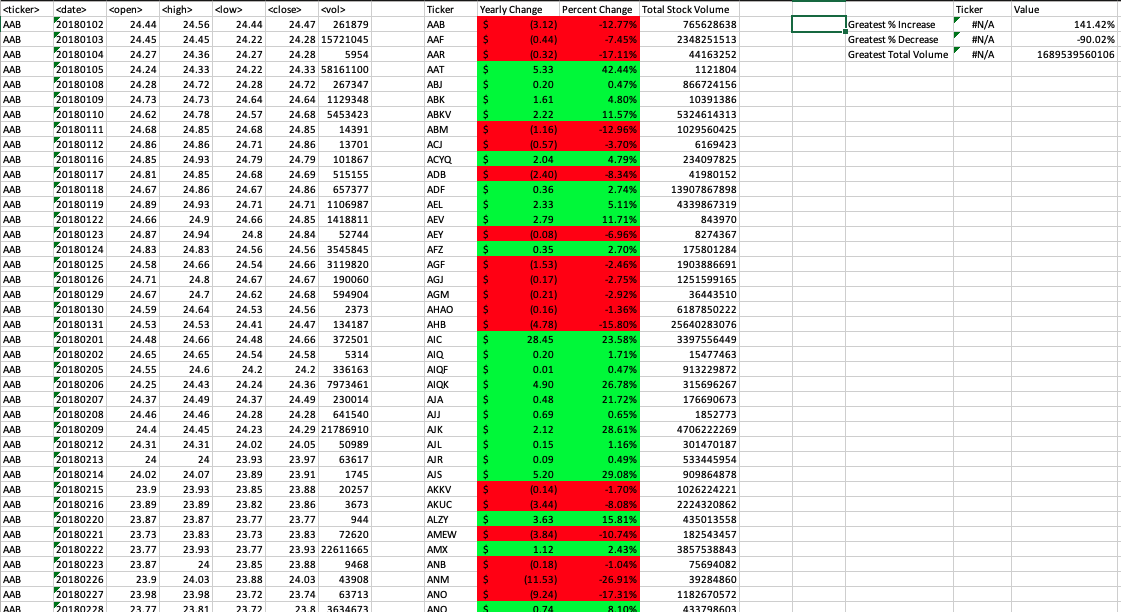 <ticker> <date> <open> <high> <low> <close> <vol> Ticker Yearly Change Percent Change Total Stock Volume Ticker Value
AAB 20180102 24.44 24.56 24.44 24.47 261879 AAB $ (3.12) -12.77% 765628638 Greatest % Increase #N/A 141.42%
AAB 20180103 24.45 24.45 24.22 24.28 15721045 AAF $ (0.44) -7.45% 2348251513 Greatest % Decrease #N/A -90.02%
AAB 20180104 24.27 24.36 24.27 24.28 5954 AAR $ (0.32) -17.11% 44163252 Greatest Total Volume #N/A 1689539560106
AAB 20180105 24.24 24.33 24.22 24.33 58161100 AAT $ 5.33 42.44% 1121804
AAB 20180108 24.28 24.72 24.28 24.72 267347 ABJ $ 0.20 0.47% 866724156
AAB 20180109 24.73 24.73 24.64 24.64 1129348 ABK $ 1.61 4.80% 10391386
AAB 20180110 24.62 24.78 24.57 24.68 5453423 ABKV $ 2.22 11.57% 5324614313
AAB 20180111 24.68 24.85 24.68 24.85 14391 ABM $ (1.16) -12.96% 1029560425
AAB 20180112 24.86 24.86 24.71 24.86 13701 ACJ $ (0.57) -3.70% 6169423
AAB 20180116 24.85 24.93 24.79 24.79 101867 ACYQ $ 2.04 4.79% 234097825
AAB 20180117 24.81 24.85 24.68 24.69 515155 ADB $ (2.40) -8.34% 41980152
AAB 20180118 24.67 24.86 24.67 24.86 657377 ADF $ 0.36 2.74% 13907867898
AAB 20180119 24.89 24.93 24.71 24.71 1106987 AEL $ 2.33 5.11% 4339867319
AAB 20180122 24.66 24.9 24.66 24.85 1418811 AEV $ 2.79 11.71% 843970
AAB 20180123 24.87 24.94 24.8 24.84 52744 AEY $ (0.08) -6.96% 8274367
AAB 20180124 24.83 24.83 24.56 24.56 3545845 AFZ $ 0.35 2.70% 175801284
AAB 20180125 24.58 24.66 24.54 24.66 3119820 AGF $ (1.53) -2.46% 1903886691
AAB 20180126 24.71 24.8 24.67 24.67 190060 AGJ $ (0.17) -2.75% 1251599165
AAB 20180129 24.67 24.7 24.62 24.68 594904 AGM $ (0.21) -2.92% 36443510
AAB 20180130 24.59 24.64 24.53 24.56 2373 AHAO $ (0.16) -1.36% 6187850222
AAB 20180131 24.53 24.53 24.41 24.47 134187 AHB $ (4.78) -15.80% 25640283076
AAB 20180201 24.48 24.66 24.48 24.66 372501 AIC $ 28.45 23.58% 3397556449
AAB 20180202 24.65 24.65 24.54 24.58 5314 AIQ $ 0.20 1.71% 15477463
AAB 20180205 24.55 24.6 24.2 24.2 336163 AIQF $ 0.01 0.47% 913229872
AAB 20180206 24.25 24.43 24.24 24.36 7973461 AIQK $ 4.90 26.78% 315696267
AAB 20180207 24.37 24.49 24.37 24.49 230014 AJA $ 0.48 21.72% 176690673
AAB 20180208 24.46 24.46 24.28 24.28 641540 AJJ $ 0.69 0.65% 1852773
AAB 20180209 24.4 24.45 24.23 24.29 21786910 AJK $ 2.12 28.61% 4706222269
AAB 20180212 24.31 24.31 24.02 24.05 50989 AJL $ 0.15 1.16% 301470187
AAB 20180213 24 24 23.93 23.97 63617 AJR $ 0.09 0.49% 533445954
AAB 20180214 24.02 24.07 23.89 23.91 1745 AJS $ 5.20 29.08% 909864878
AAB 20180215 23.9 23.93 23.85 23.88 20257 AKKV $ (0.14) -1.70% 1026224221
AAB 20180216 23.89 23.89 23.82 23.86 3673 AKUC $ (3.44) -8.08% 2224320862
AAB 20180220 23.87 23.87 23.77 23.77 944 ALZY $ 3.63 15.81% 435013558
AAB 20180221 23.73 23.83 23.73 23.83 72620 AMEW $ (3.84) -10.74% 182543457
AAB 20180222 23.77 23.93 23.77 23.93 22611665 AMX $ 1.12 2.43% 3857538843
AAB 20180223 23.87 24 23.85 23.88 9468 ANB $ (0.18) -1.04% 75694082
AAB 20180226 23.9 24.03 23.88 24.03 43908 ANM $ (11.53) -26.91% 39284860
AAB 20180227 23.98 23.98 23.72 23.74 63713 ANO $ (9.24) -17.31% 1182670572
AAB 20180228 23.77 23.81 23.72 23.8 3634673 ANQ $ 0.74 8.10% 433798603